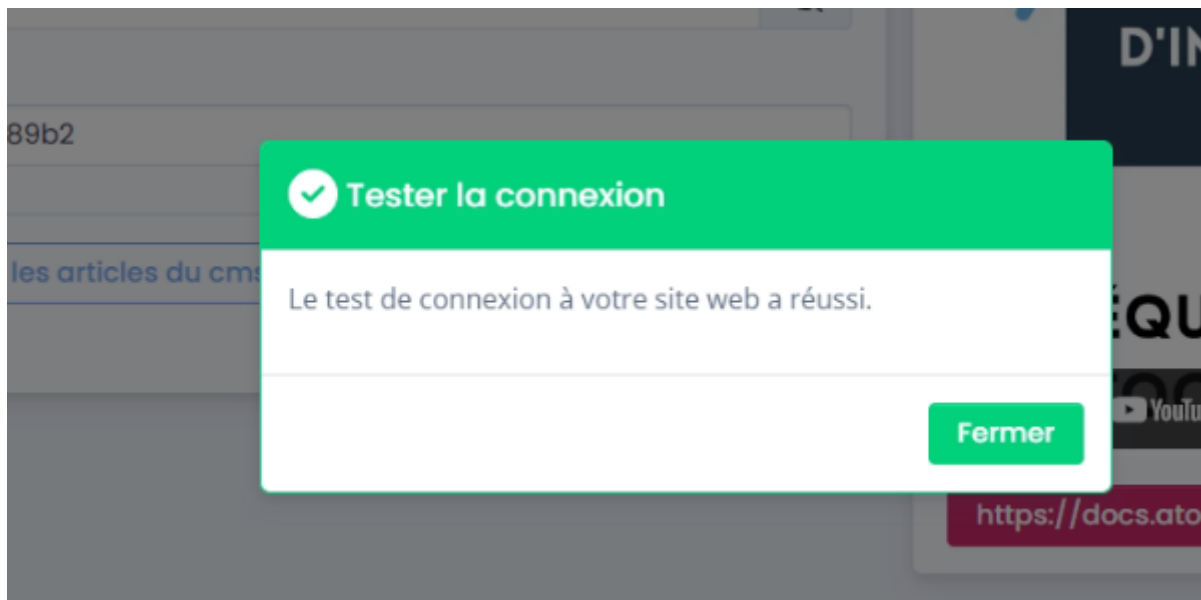 D'IN
89b2
Tester la connexion
les articles du cms
Le test de connexion à votre site web a réussi.
ÉQU
YouTu
Fermer
https://docs.ato